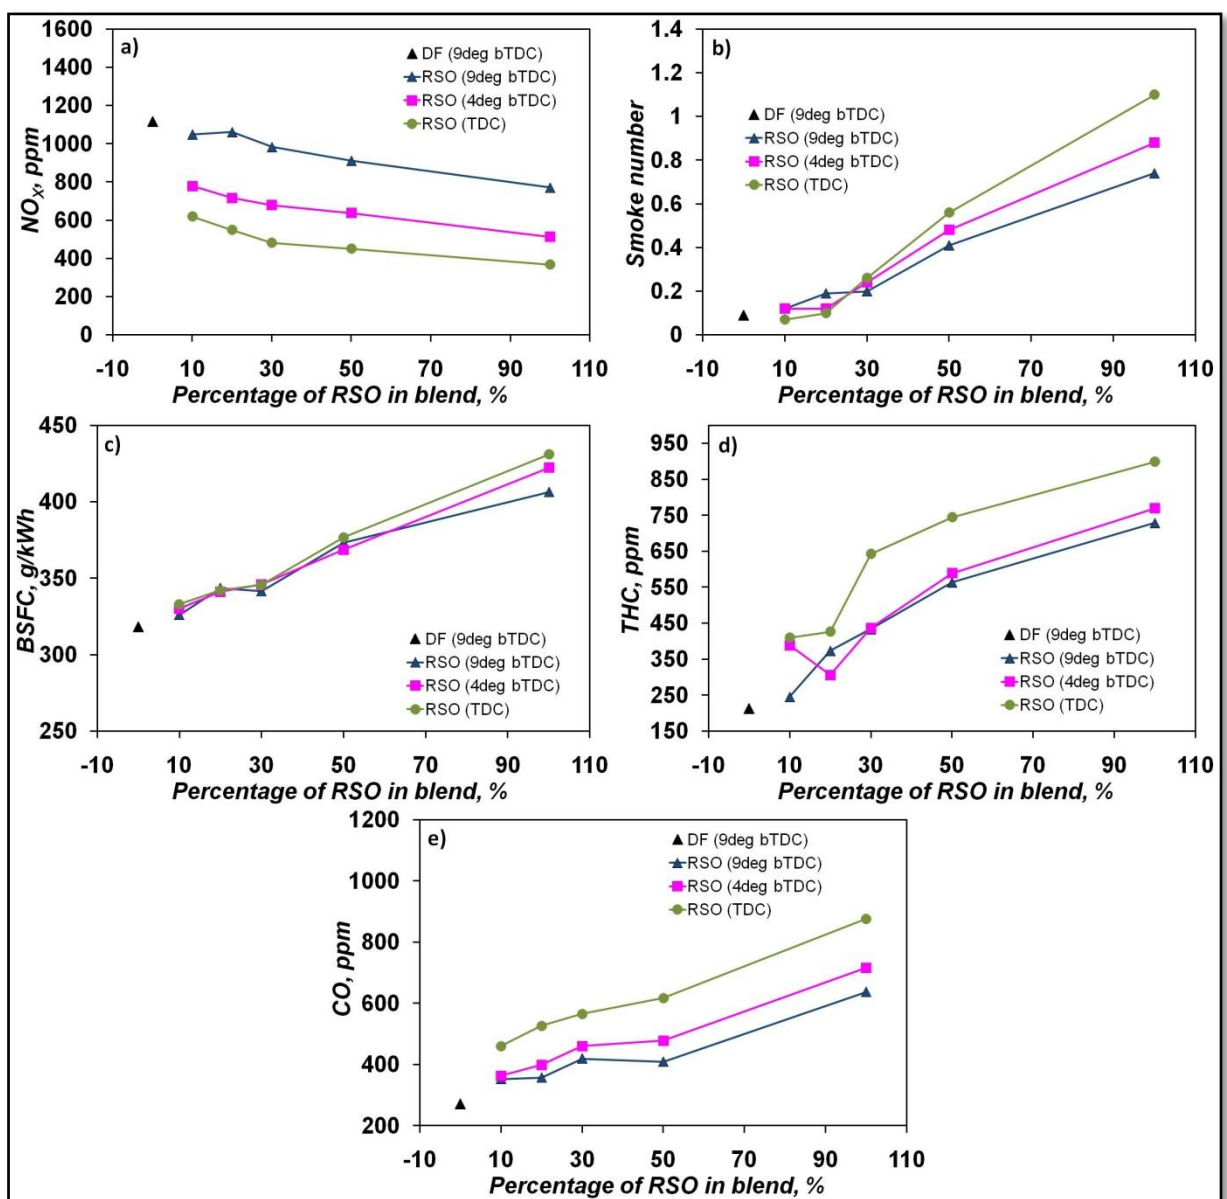 a)
1600
1400
1200
1000
800
600
400
200
0
NOX, ppm
DF (9deg bTDC)
RSO (9deg bTDC)
RSO (4deg bTDC)
RSO (TDC)
-10 10 30 50 70 90 110
Percentage of RSO in blend, %
b)
1.4
1.2
1
0.8
0.6
0.4
0.2
0
Smoke number
DF (9deg bTDC)
RSO (9deg bTDC)
RSO (4deg bTDC)
RSO (TDC)
-10 10 30 50 70 90 110
Percentage of RSO in blend, %
c)
450
400
350
300
250
BSFC, g/kWh
DF (9deg bTDC)
RSO (9deg bTDC)
RSO (4deg bTDC)
RSO (TDC)
-10 10 30 50 70 90 110
Percentage of RSO in blend, %
d)
950
850
750
650
550
450
350
250
150
THC, ppm
DF (9deg bTDC)
RSO (9deg bTDC)
RSO (4deg bTDC)
RSO (TDC)
-10 10 30 50 70 90 110
Percentage of RSO in blend, %
e)
1200
1000
800
600
400
200
CO, ppm
DF (9deg bTDC)
RSO (9deg bTDC)
RSO (4deg bTDC)
RSO (TDC)
-10 10 30 50 70 90 110
Percentage of RSO in blend, %